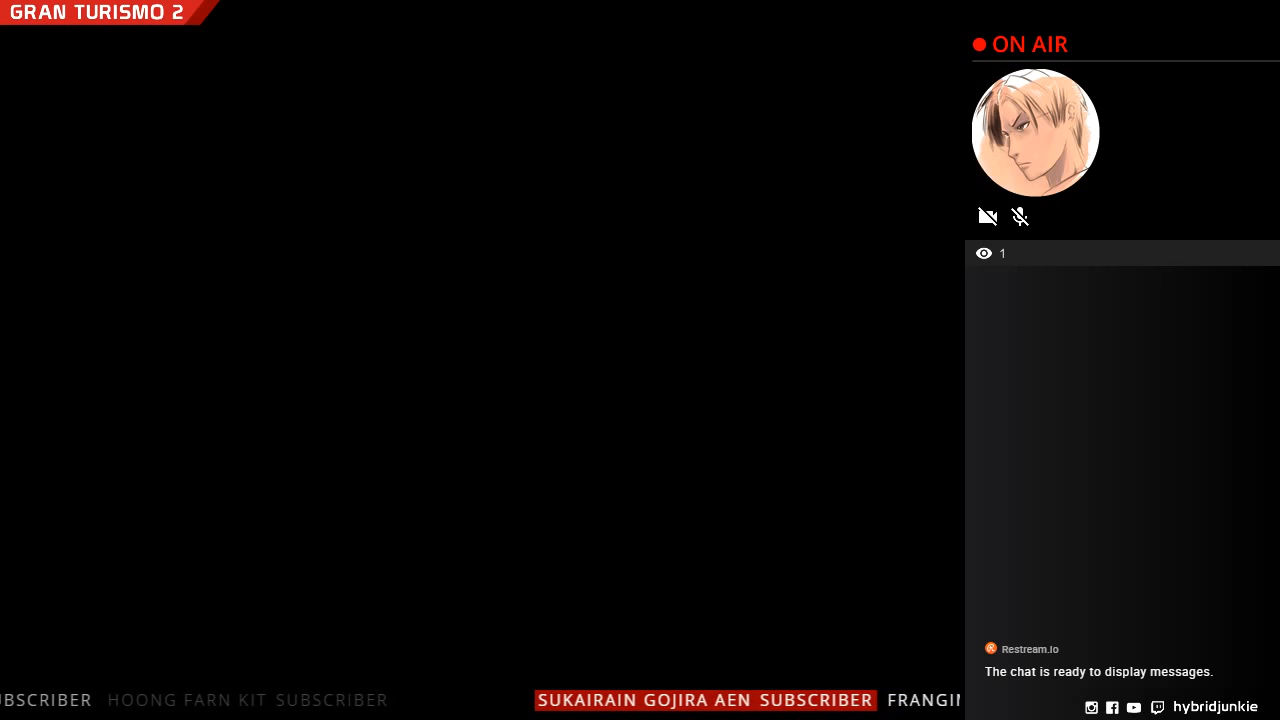 GRAN TURISMO 2
ON AIR
1
Restream.io
The chat is ready to display messages.
HOONG FARN KIT SUBSCRIBER
SUKAIRAIN GOJIRA AEN SUBSCRIBER
hybridjunkie